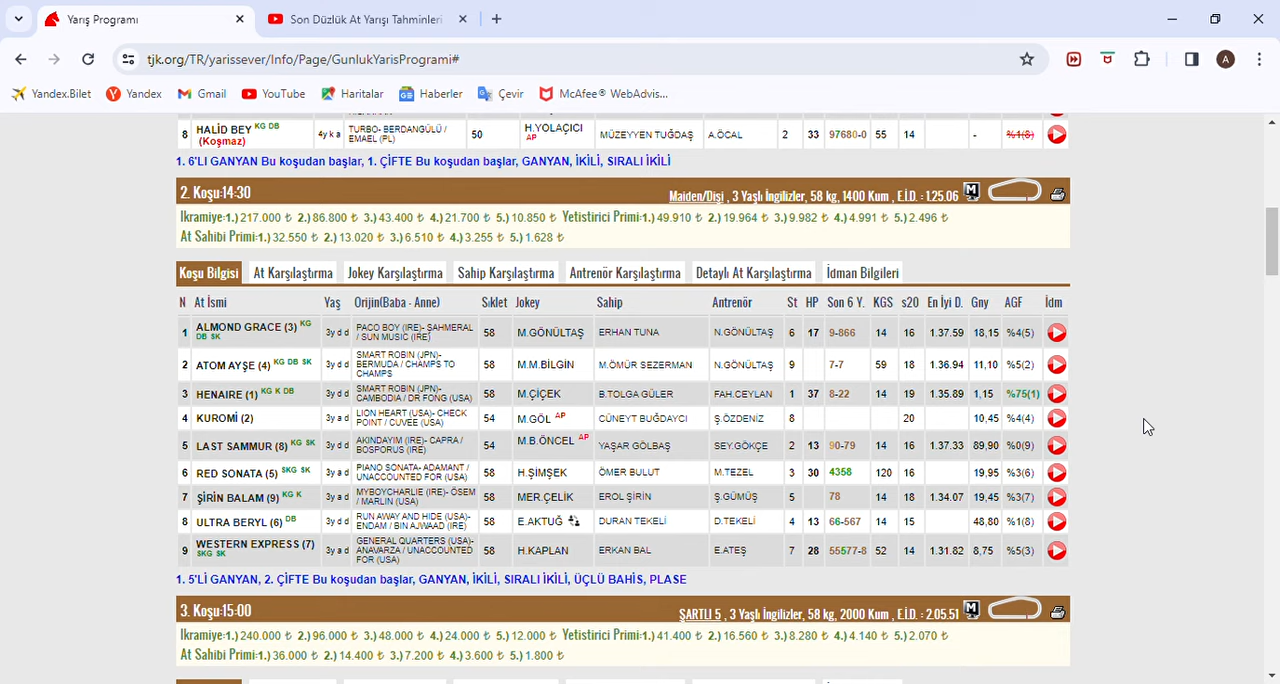 Yarış Programı
Son Düzlük At Yarışı Tahminleri
tjk.org/TR/yarissever/Info/Page/GunlukYarisProgrami#
A
Yandex.Bilet Yandex Gmail YouTube Haritalar Haberler Çevir McAfee® WebAdvis...
8 HALİD BEY KG DB (Koşmaz) 4y k a TURBO- BERDANGÜLÜ / EMAEL (PL) 50 H.YOLAÇICI AP MÜZEYYEN TUĞDAŞ A.ÖCAL 2 33 97680-0 55 14 - %1(8)
1. 6'LI GANYAN Bu koşudan başlar, 1. ÇİFTE Bu koşudan başlar, GANYAN, İKİLİ, SIRALI İKİLİ
2. Koşu:14:30 Maiden/Dişi , 3 Yaşlı İngilizler, 58 kg, 1400 Kum , E.İ.D. : 1.25.06 M
Ikramiye:1.) 217.000 ₺ 2.) 86.800 ₺ 3.) 43.400 ₺ 4.) 21.700 ₺ 5.) 10.850 ₺ Yetistirici Primi:1.) 49.910 ₺ 2.) 19.964 ₺ 3.) 9.982 ₺ 4.) 4.991 ₺ 5.) 2.496 ₺
At Sahibi Primi:1.) 32.550 ₺ 2.) 13.020 ₺ 3.) 6.510 ₺ 4.) 3.255 ₺ 5.) 1.628 ₺
Koşu Bilgisi At Karşılaştırma Jokey Karşılaştırma Sahip Karşılaştırma Antrenör Karşılaştırma Detaylı At Karşılaştırma İdman Bilgileri
N At İsmi Yaş Orijin(Baba - Anne) Sıklet Jokey Sahip Antrenör St HP Son 6 Y. KGS s20 En İyi D. Gny AGF İdm
1 ALMOND GRACE (3) KG DB SK 3y d d PACO BOY (IRE)- SAHMERAL / SUN MUSIC (IRE) 58 M.GÖNÜLTAŞ ERHAN TUNA N.GÖNÜLTAŞ 6 17 9-866 14 16 1.37.59 18,15 %4(5)
2 ATOM AYŞE (4) KG DB SK 3y d d SMART ROBIN (JPN)- BERMUDA / CHAMPS TO CHAMPS 58 M.M.BİLGİN M.ÖMÜR SEZERMAN N.GÖNÜLTAŞ 9 7-7 59 18 1.36.94 11,10 %5(2)
3 HENAIRE (1) KG K DB 3y d d SMART ROBIN (JPN)- CAMBODIA / DR FONG (USA) 58 M.ÇİÇEK B.TOLGA GÜLER FAH.CEYLAN 1 37 8-22 14 19 1.35.89 1,15 %75(1)
4 KUROMİ (2) 3y d d LION HEART (USA)- CHECK POINT / CUVEE (USA) 54 M.GÖL AP CÜNEYT BUĞDAYCI Ş.ÖZDENİZ 8 20 10,45 %4(4)
5 LAST SAMMUR (8) KG SK 3y d d AKINDAYIM (IRE)- CAPRA / BOSPORUS (IRE) 54 M.B.ÖNCEL AP YAŞAR GÖLBAŞ SEY.GÖKÇE 2 13 90-79 14 16 1.37.33 89,90 %0(9)
6 RED SONATA (5) SKG SK 3y a d PIANO SONATA- ADAMANT / UNACCOUNTED FOR (USA) 58 H.ŞİMŞEK ÖMER BULUT M.TEZEL 3 30 4358 120 16 19,95 %3(6)
7 ŞİRİN BALAM (9) KG K 3y a d MYBOYCHARLIE (IRE)- ÖSEM / MARLIN (USA) 58 MER.ÇELİK EROL ŞİRİN Ş.GÜMÜŞ 5 78 14 18 1.34.07 19,45 %3(7)
8 ULTRA BERYL (6) DB 3y d d RUN AWAY AND HIDE (USA)- ENDAM / BIN AJWAAD (IRE) 58 E.AKTUĞ DURAN TEKELİ D.TEKELİ 4 13 66-567 14 15 48,80 %1(8)
9 WESTERN EXPRESS (7) SKG SK 3y a d GENERAL QUARTERS (USA)- ANAVARZA / UNACCOUNTED FOR (USA) 58 H.KAPLAN ERKAN BAL E.ATEŞ 7 28 55577-8 52 14 1.31.82 8,75 %5(3)
1. 5'Lİ GANYAN, 2. ÇİFTE Bu koşudan başlar, GANYAN, İKİLİ, SIRALI İKİLİ, ÜÇLÜ BAHİS, PLASE
3. Koşu:15:00 ŞARTLI 5 , 3 Yaşlı İngilizler, 58 kg, 2000 Kum , E.İ.D. : 2.05.51 M
Ikramiye:1.) 240.000 ₺ 2.) 96.000 ₺ 3.) 48.000 ₺ 4.) 24.000 ₺ 5.) 12.000 ₺ Yetistirici Primi:1.) 41.400 ₺ 2.) 16.560 ₺ 3.) 8.280 ₺ 4.) 4.140 ₺ 5.) 2.070 ₺
At Sahibi Primi:1.) 36.000 ₺ 2.) 14.400 ₺ 3.) 7.200 ₺ 4.) 3.600 ₺ 5.) 1.800 ₺